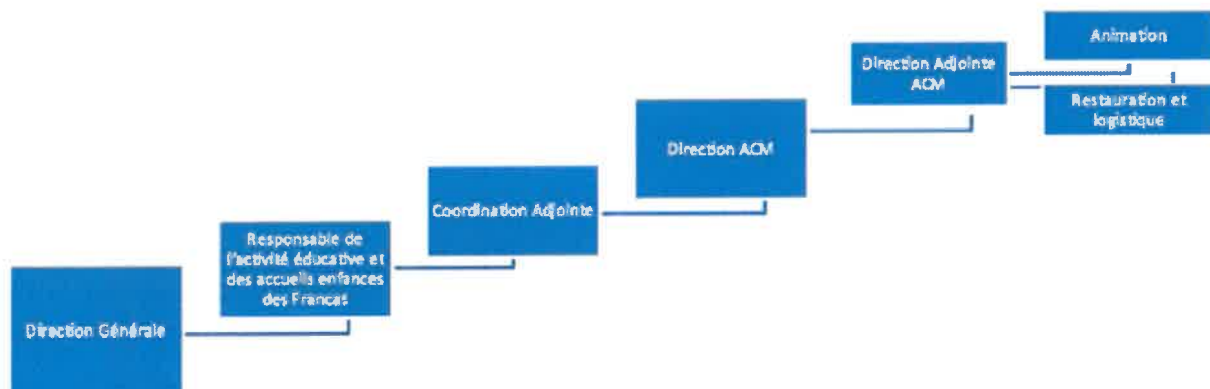 Direction Générale
Responsable de
l'activité éducative et
des accueils enfances
des Francas
Coordination Adjointe
Direction ACM
Direction Adjointe
ACM
Animation
Restauration et
logistique